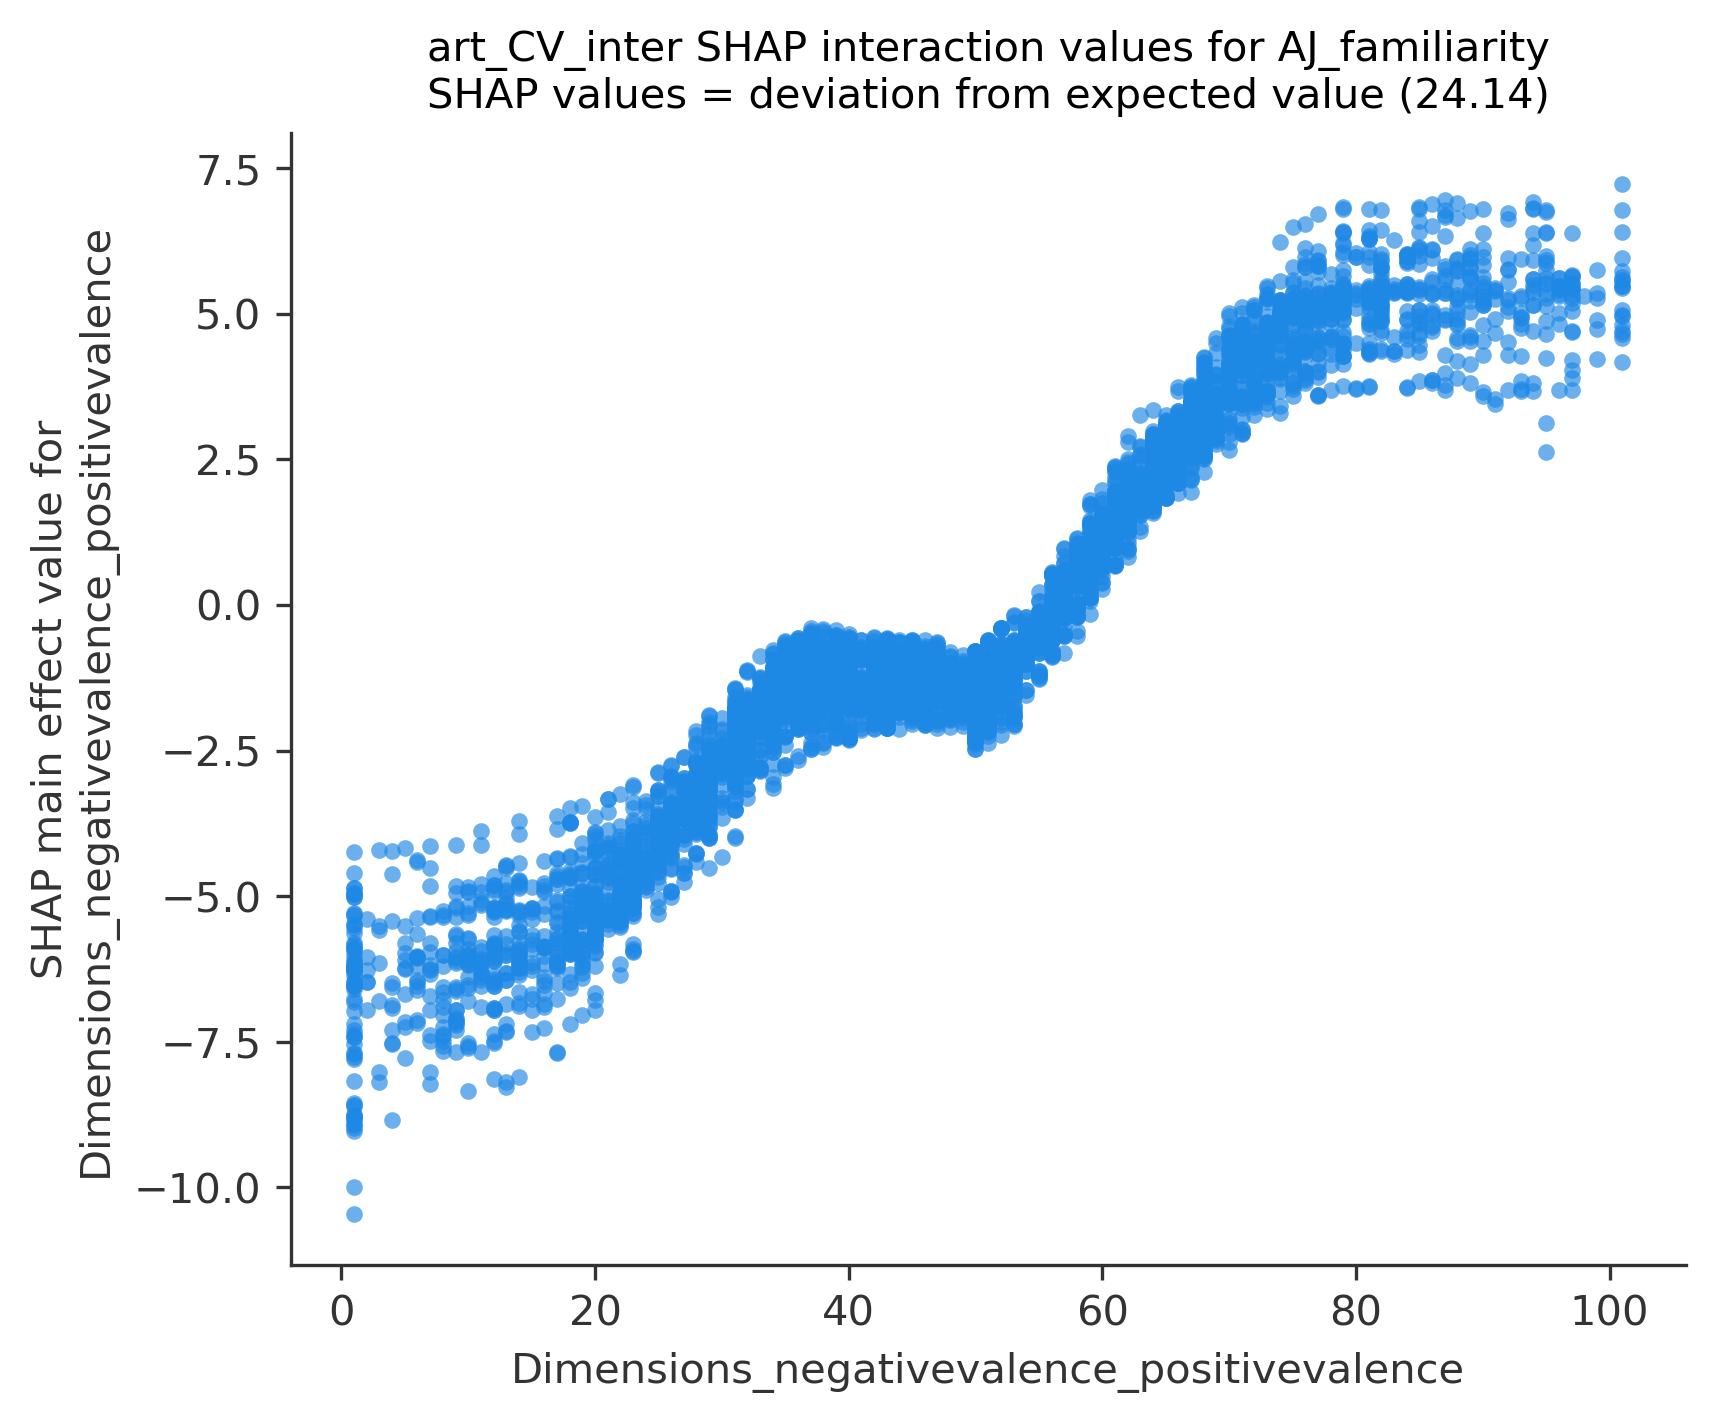 art_CV_inter SHAP interaction values for AJ_familiarity
SHAP values = deviation from expected value (24.14)
SHAP main effect value for
Dimensions_negativevalence_positivevalence
7.5
5.0
2.5
0.0
−2.5
−5.0
−7.5
−10.0
0 20 40 60 80 100
Dimensions_negativevalence_positivevalence